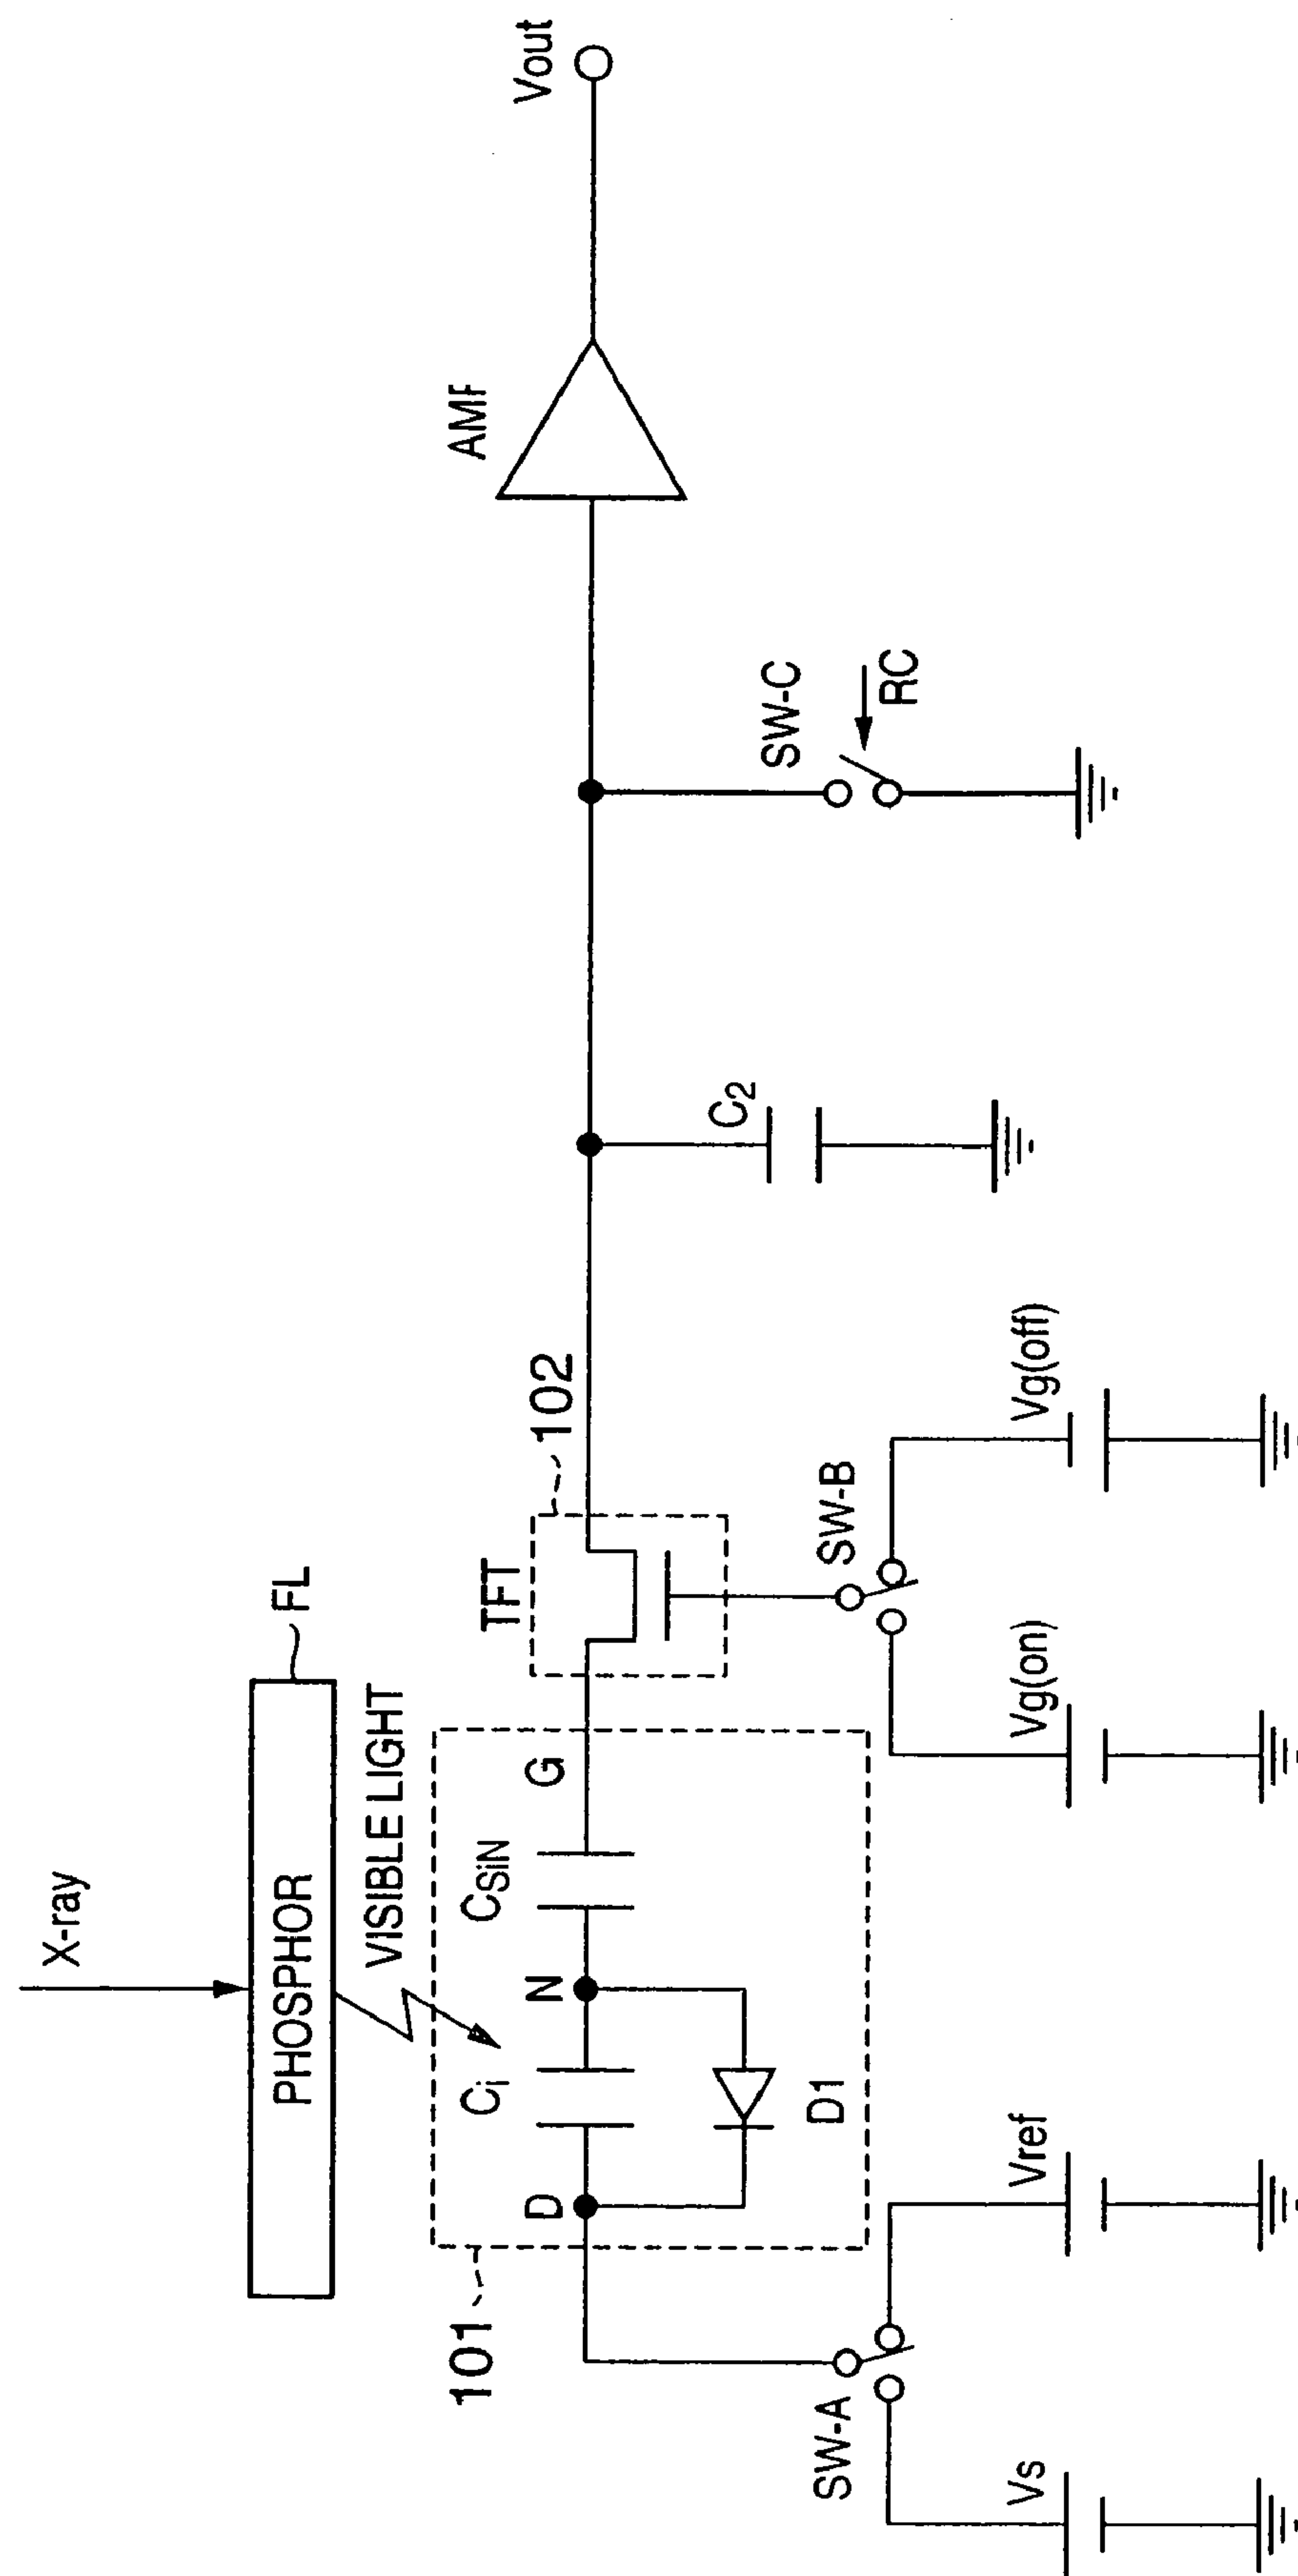 X-ray
PHOSPHOR
FL
VISIBLE LIGHT
101
D
Ci
N
CSiN
G
D1
TFT
102
C2
SW-C
RC
AMF
Vout
SW-A
Vs
Vref
SW-B
Vg(on)
Vg(off)